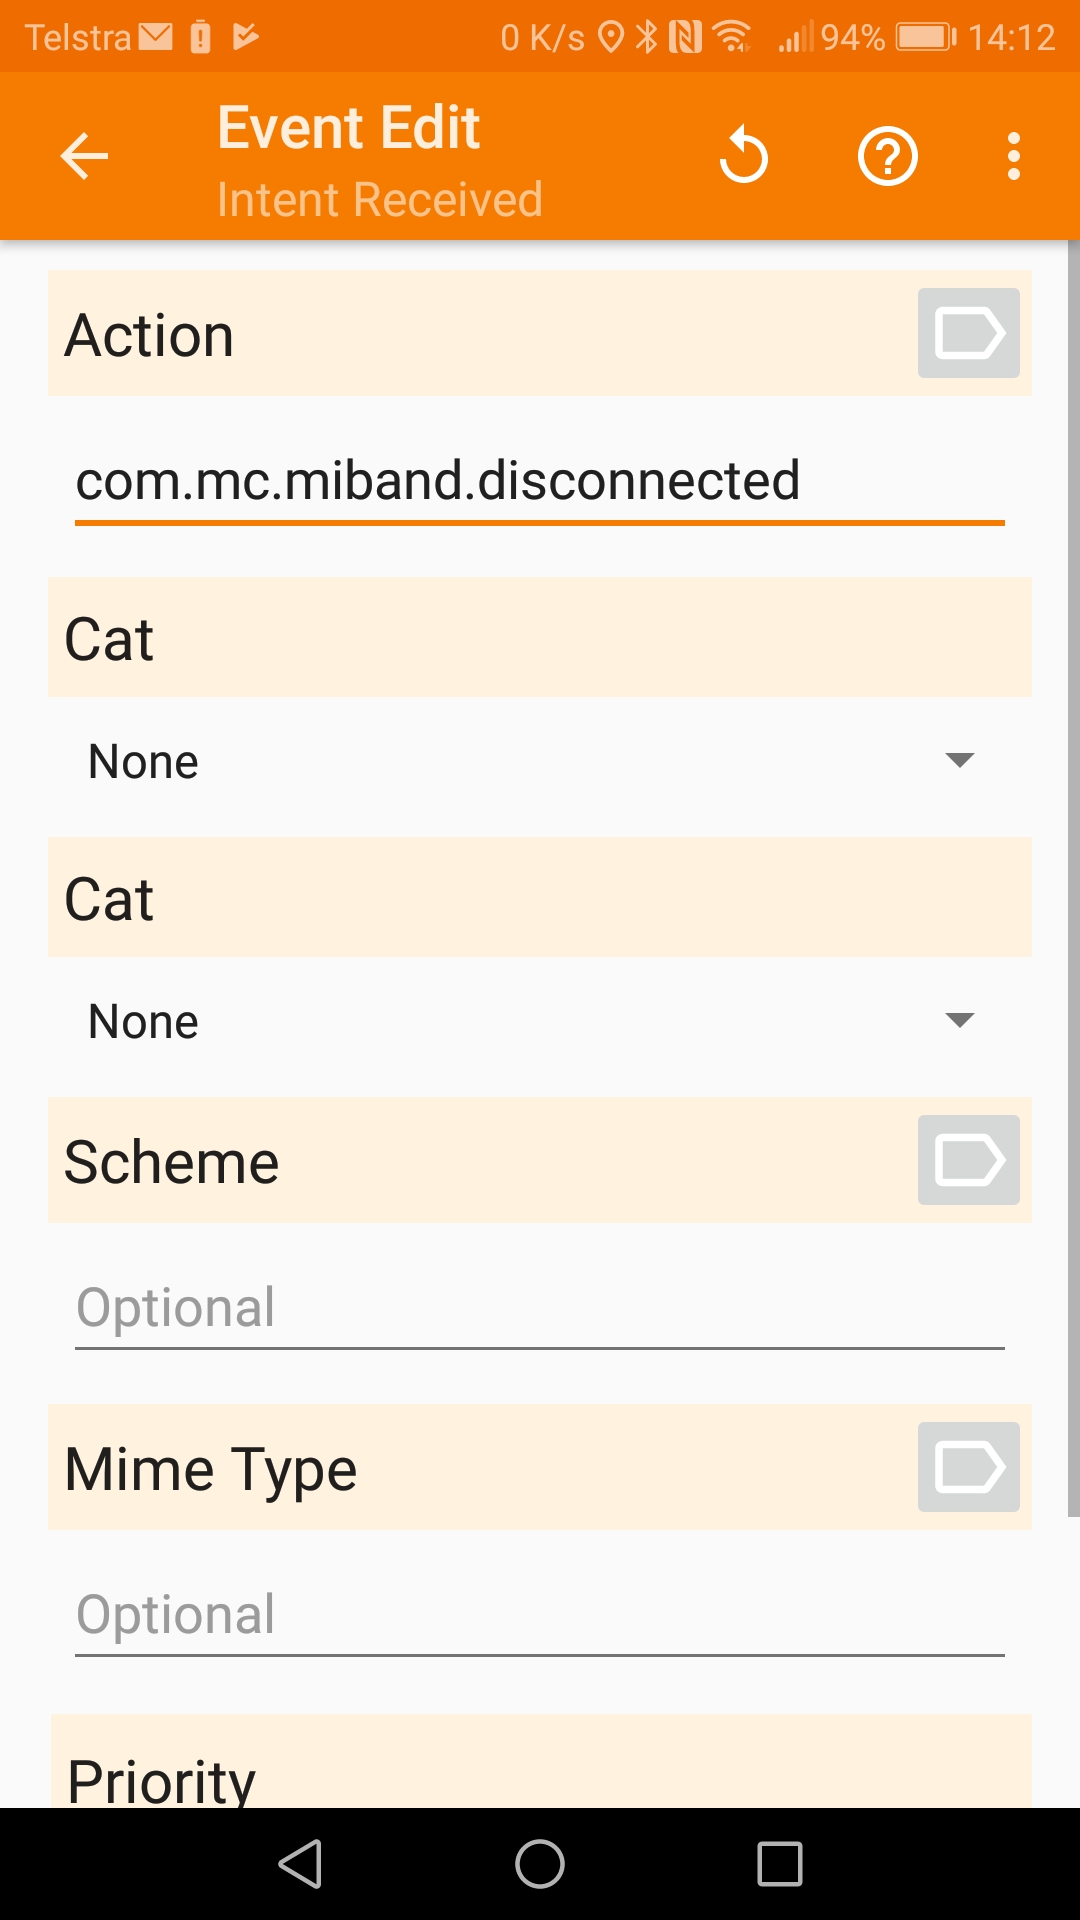 Telstra 0 K/s 94% 14:12
Event Edit
Intent Received
Action
com.mc.miband.disconnected
Cat
None
Cat
None
Scheme
Optional
Mime Type
Optional
Priority